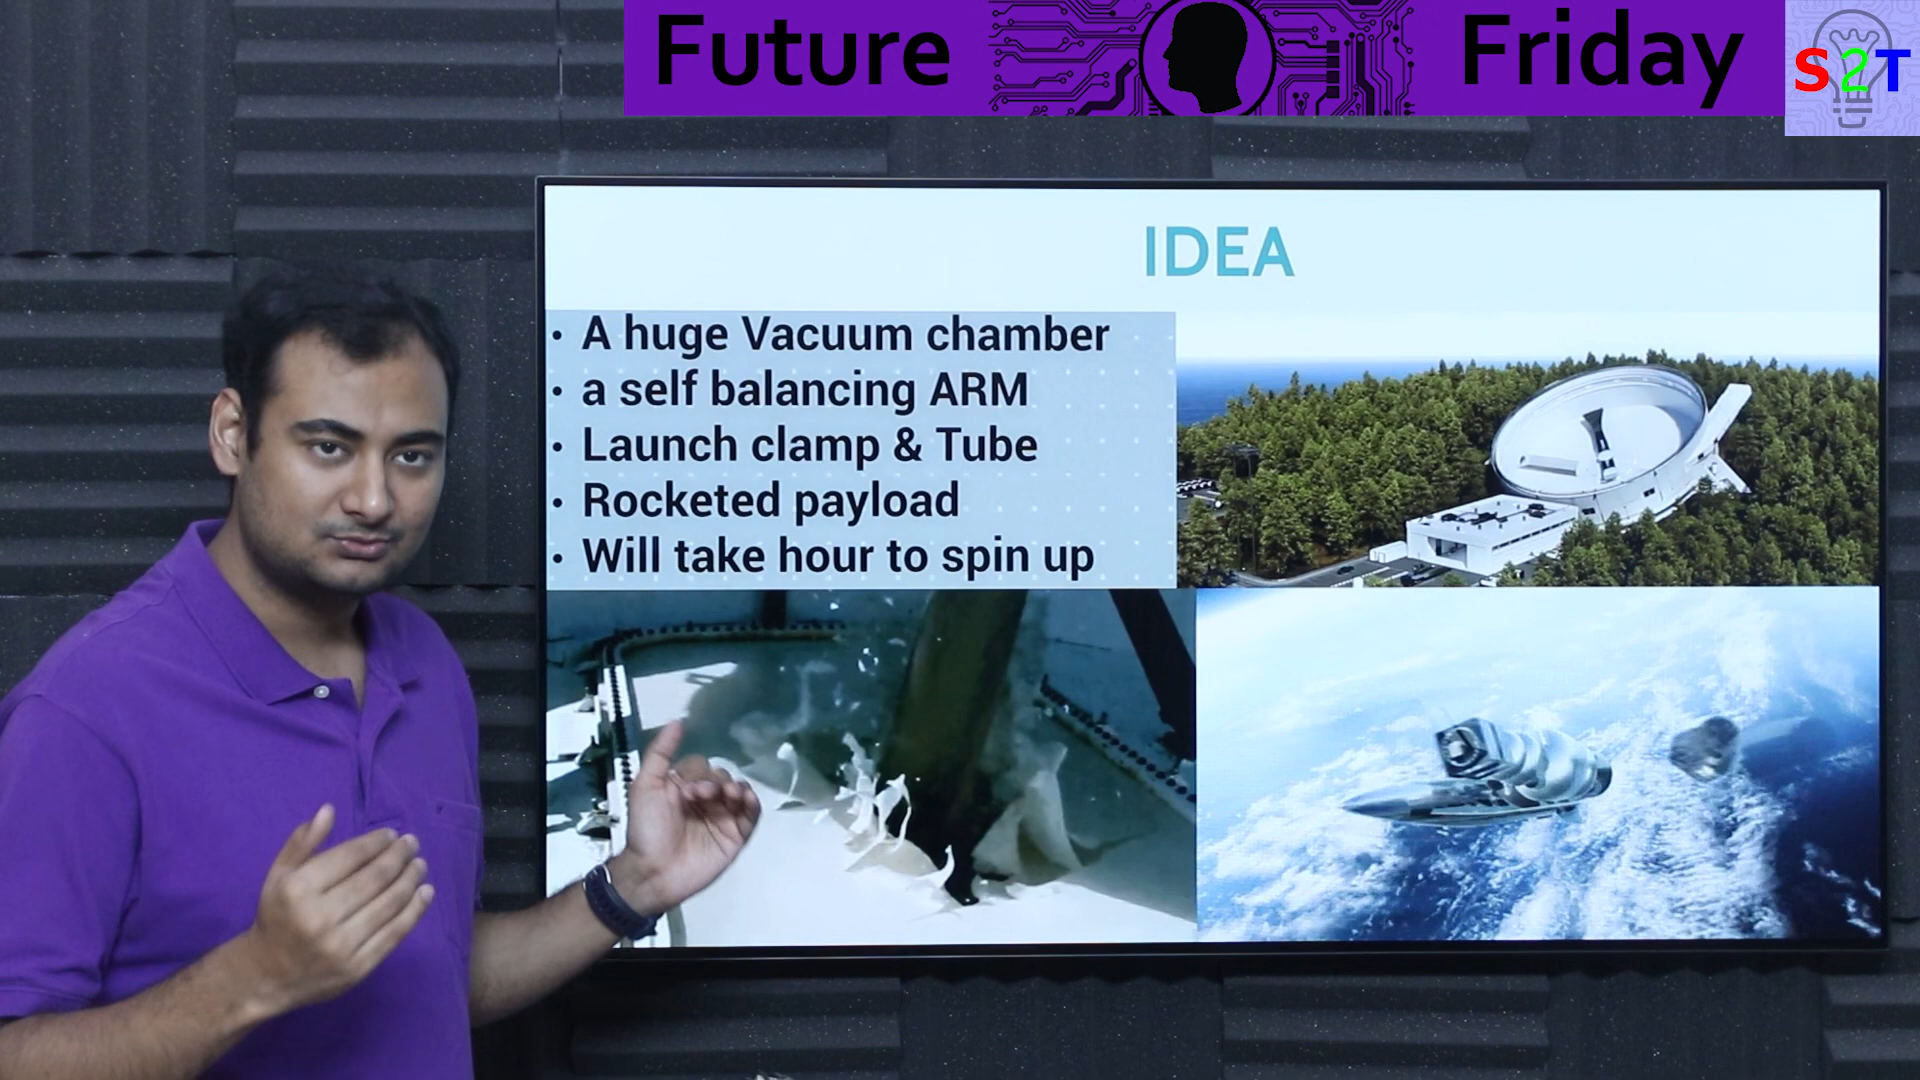 Future Friday
S2T
IDEA
• A huge Vacuum chamber
• a self balancing ARM
• Launch clamp & Tube
• Rocketed payload
• Will take hour to spin up